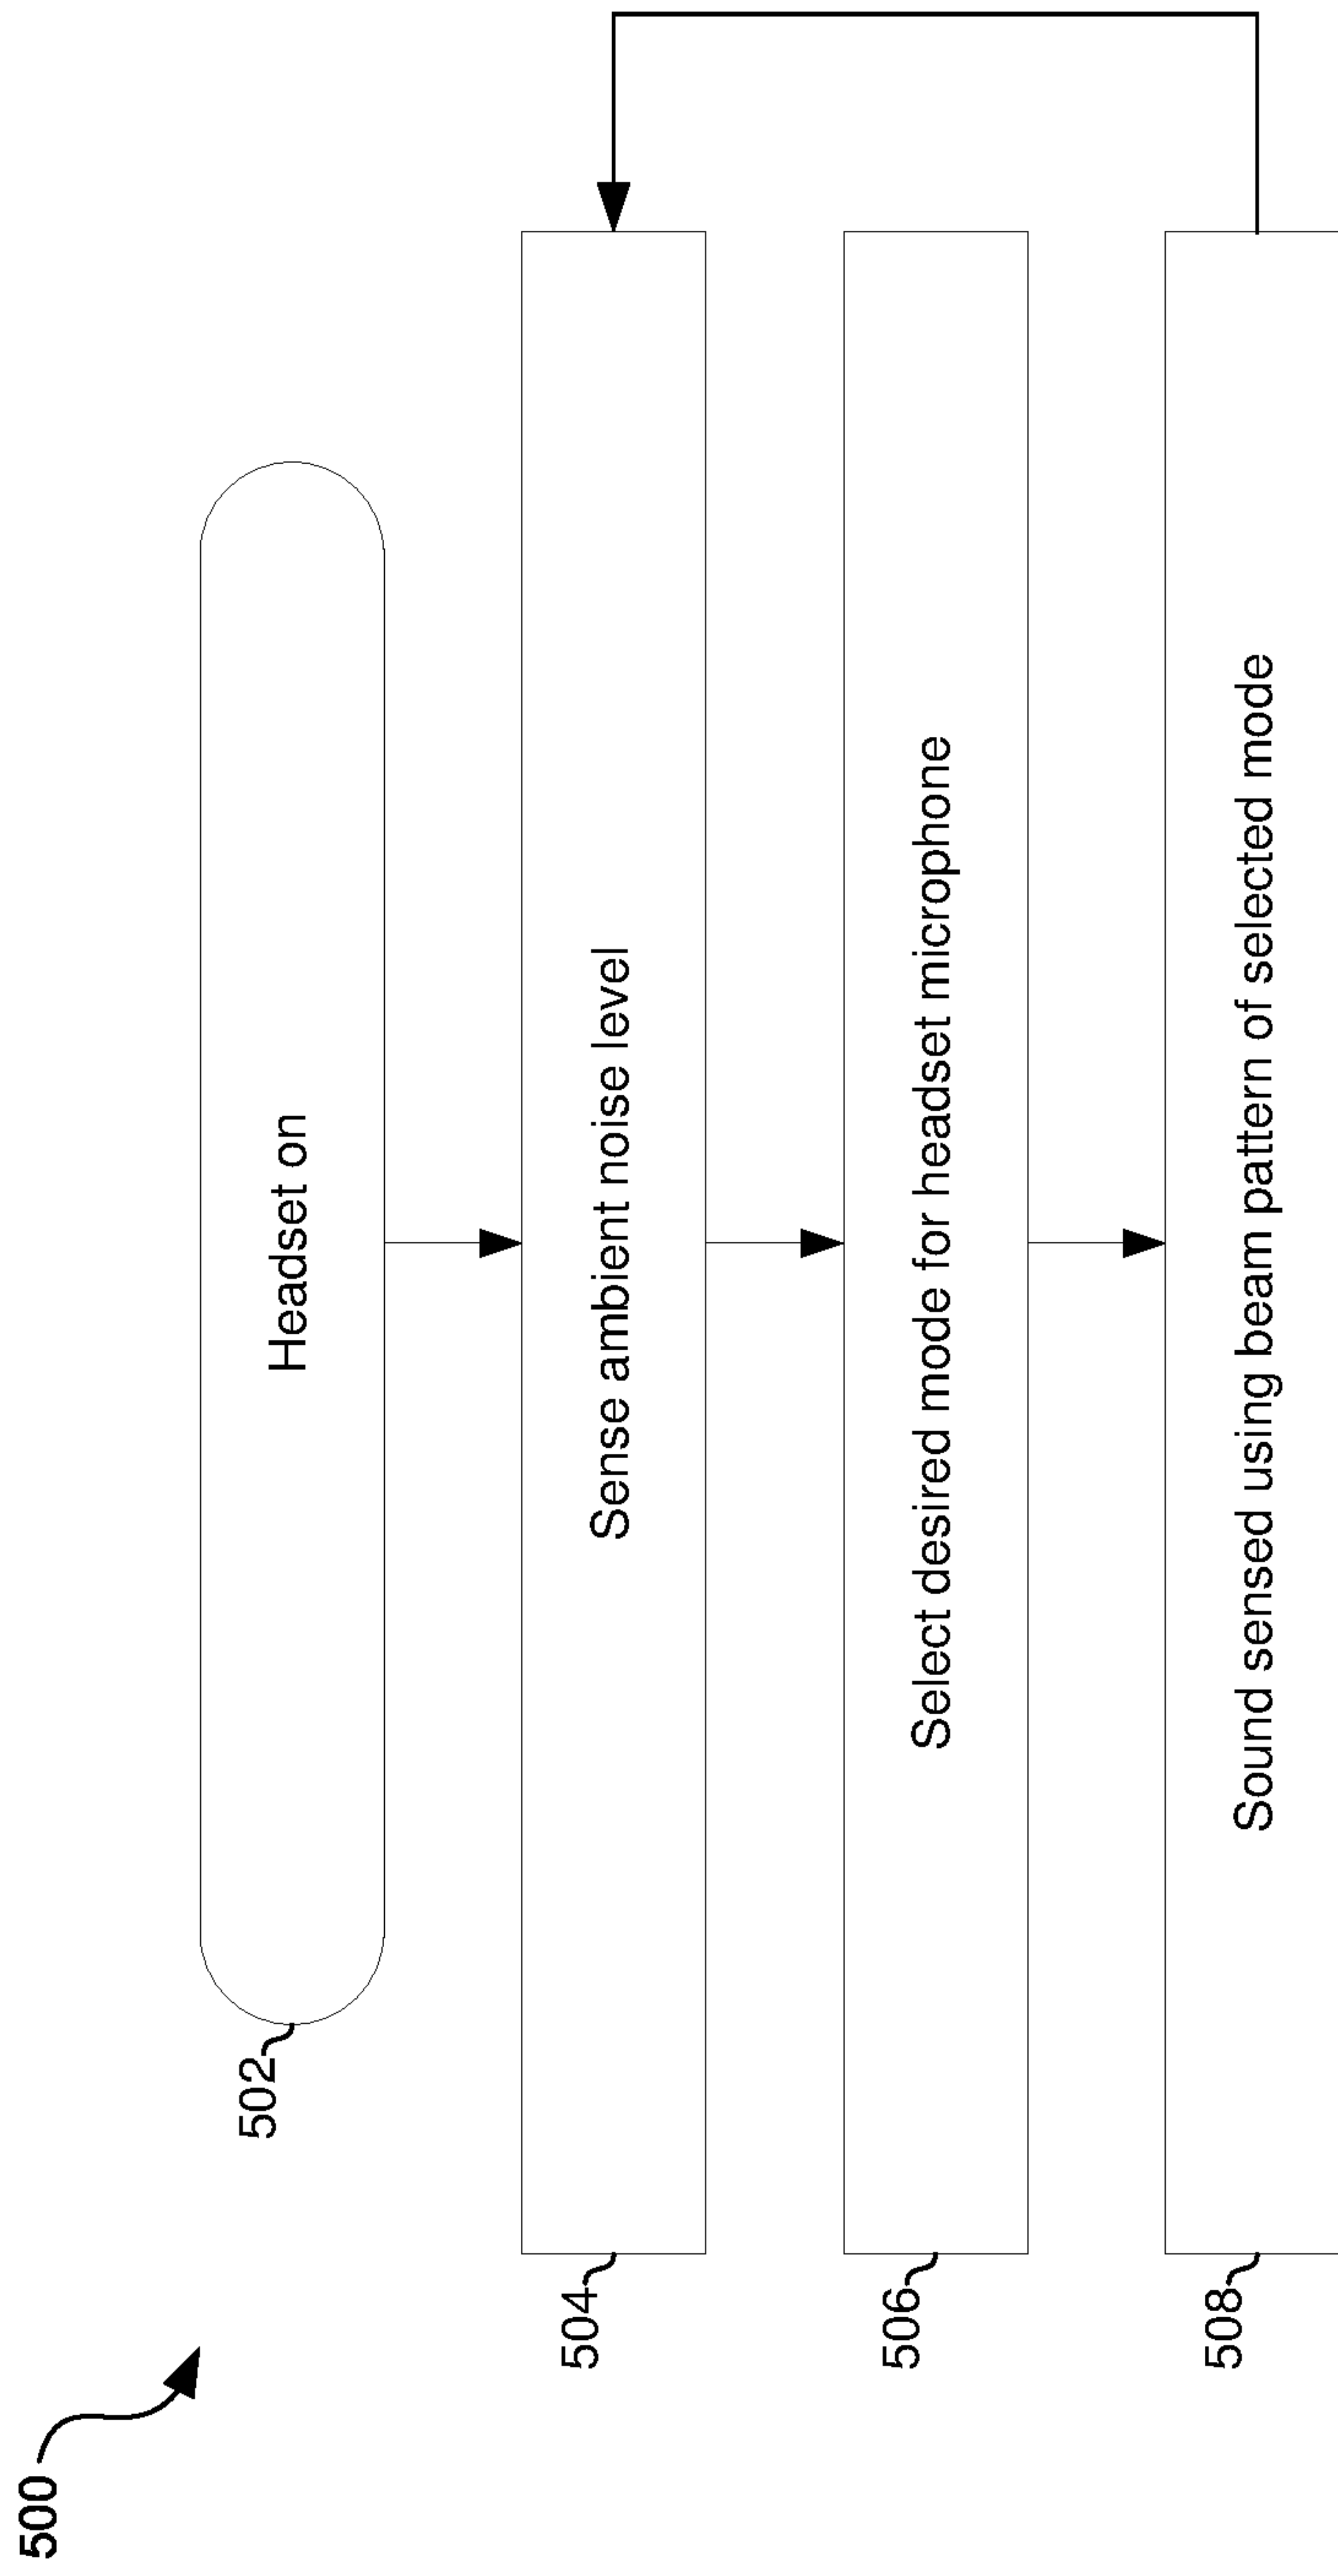 500
502
Headset on
504
Sense ambient noise level
506
Select desired mode for headset microphone
508
Sound sensed using beam pattern of selected mode